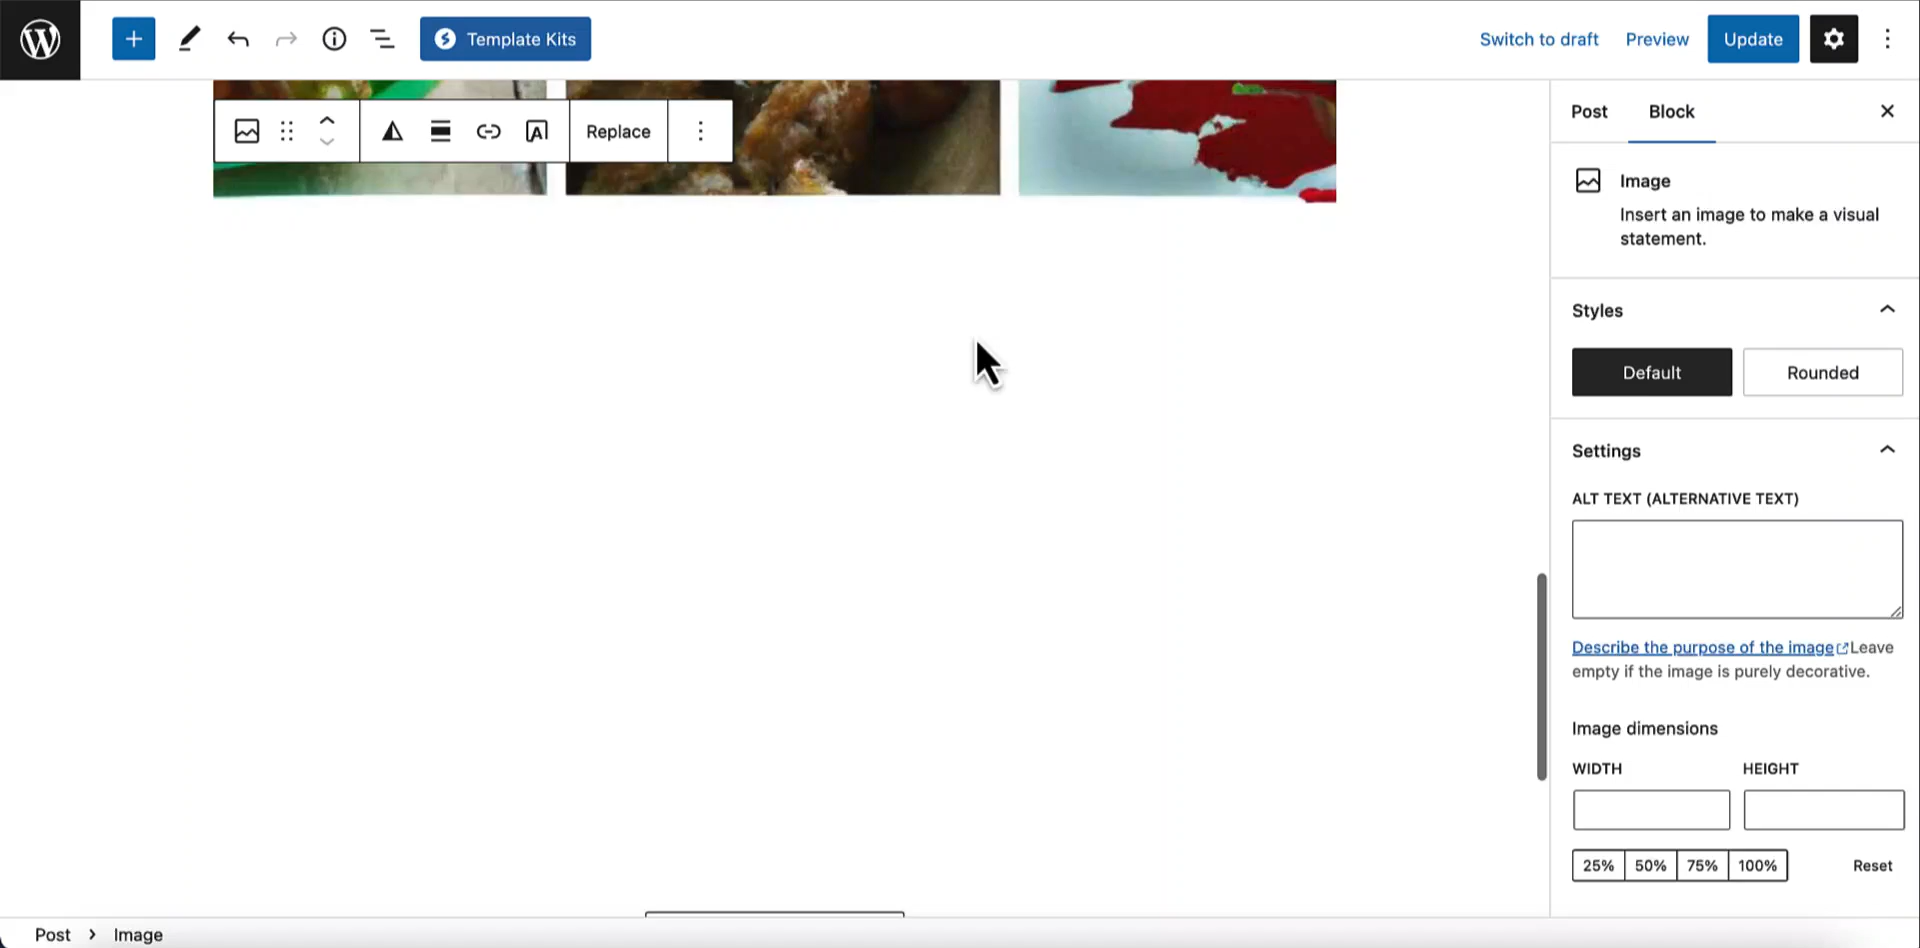 Template Kits
Switch to draft
Preview
Update
Replace
Post
Block
Image
Insert an image to make a visual
statement.
Styles
Default
Rounded
Settings
ALT TEXT (ALTERNATIVE TEXT)
Describe the purpose of the image Leave
empty if the image is purely decorative.
Image dimensions
WIDTH
HEIGHT
25%
50%
75%
100%
Reset
Post
Image